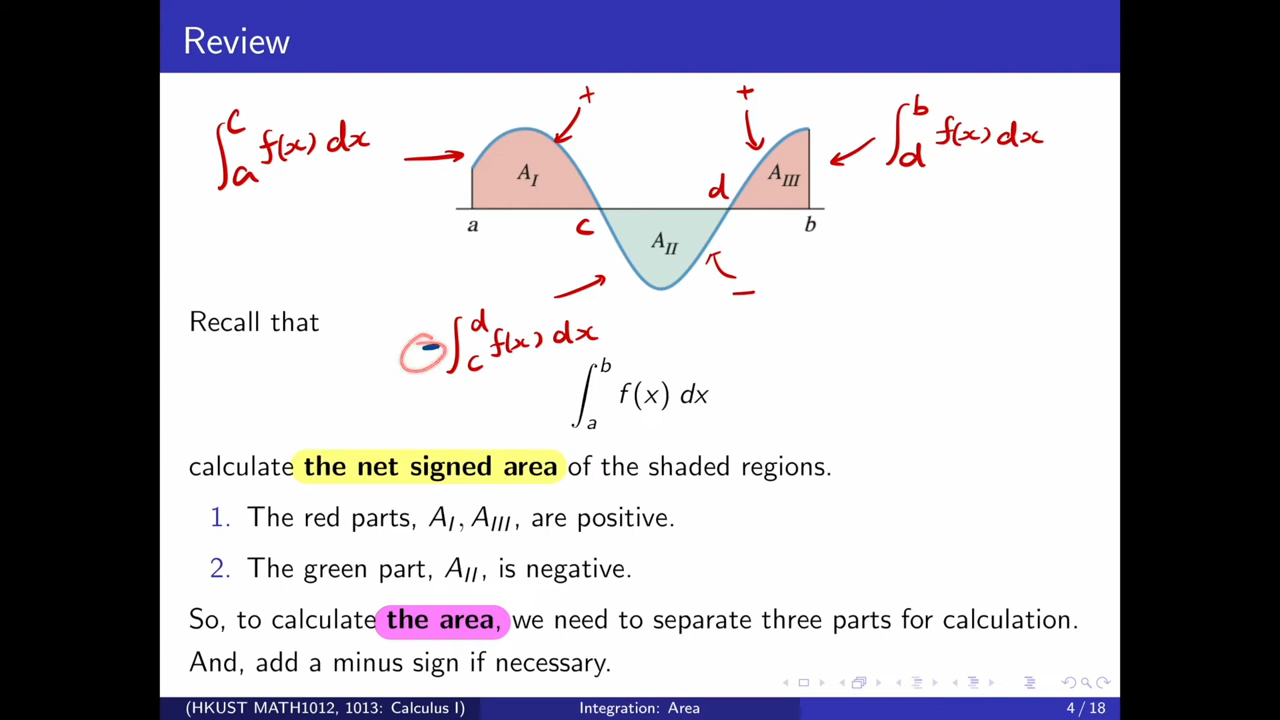 Review
+
+
∫_a^c f(x) dx
∫_d^b f(x) dx
A_I
A_III
d
a
c
b
A_II
−
Recall that
− ∫_c^d f(x) dx
∫_a^b f(x) dx
calculate the net signed area of the shaded regions.
1. The red parts, A_I, A_III, are positive.
2. The green part, A_II, is negative.
So, to calculate the area, we need to separate three parts for calculation.
And, add a minus sign if necessary.
(HKUST MATH1012, 1013: Calculus I) Integration: Area 4 / 18